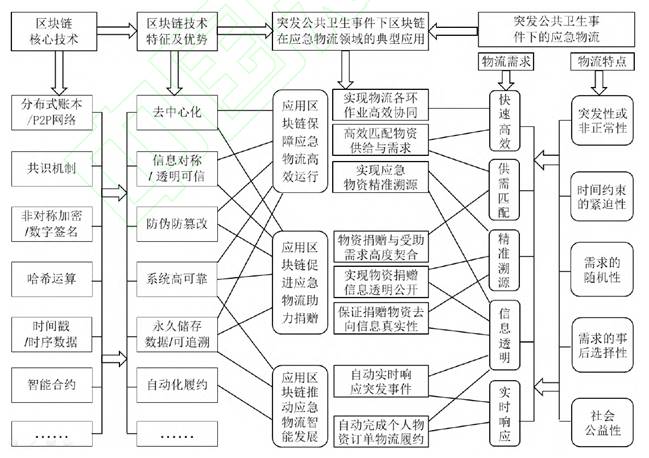 区块链
核心技术
区块链技术
特征及优势
突发公共卫生事件下区块链
在应急物流领域的典型应用
突发公共卫生事
件下的应急物流
物流需求
物流特点
分布式账本
/P2P网络
共识机制
非对称加密
/数字签名
哈希运算
时间戳
/时序数据
智能合约
……
去中心化
信息对称
/透明可信
防伪防篡改
系统高可靠
永久储存
数据/可追溯
自动化履约
……
应用区
块链保
障应急
物流高
效运行
应用区
块链促
进应急
物流助
力捐赠
应用区
块链推
动应急
物流智
能发展
实现物流各环
作业高效协同
高效匹配物资
供给与需求
实现应急
物资精准溯源
物资捐赠与受助
需求高度契合
实现物资捐赠
信息透明公开
保证捐赠物资去
向信息真实性
自动实时响
应突发事件
自动完成个人物
资订单物流履约
快速
高效
供需
匹配
精准
溯源
信息
透明
实时
响应
突发性或
非正常性
时间约束
的紧迫性
需求的
随机性
需求的事
后选择性
社会
公益性